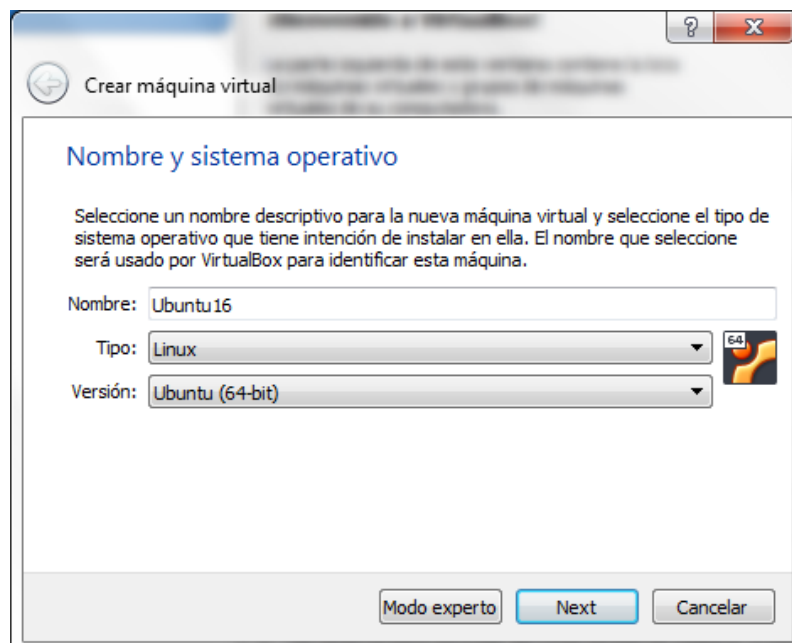 Bienvenido a VirtualBox!
?
x
Crear máquina virtual
Nombre y sistema operativo
Seleccione un nombre descriptivo para la nueva máquina virtual y seleccione el tipo de
sistema operativo que tiene intención de instalar en ella. El nombre que seleccione
será usado por VirtualBox para identificar esta máquina.
Nombre: Ubuntu16
Tipo: Linux
64
Versión: Ubuntu (64-bit)
Modo experto Next Cancelar